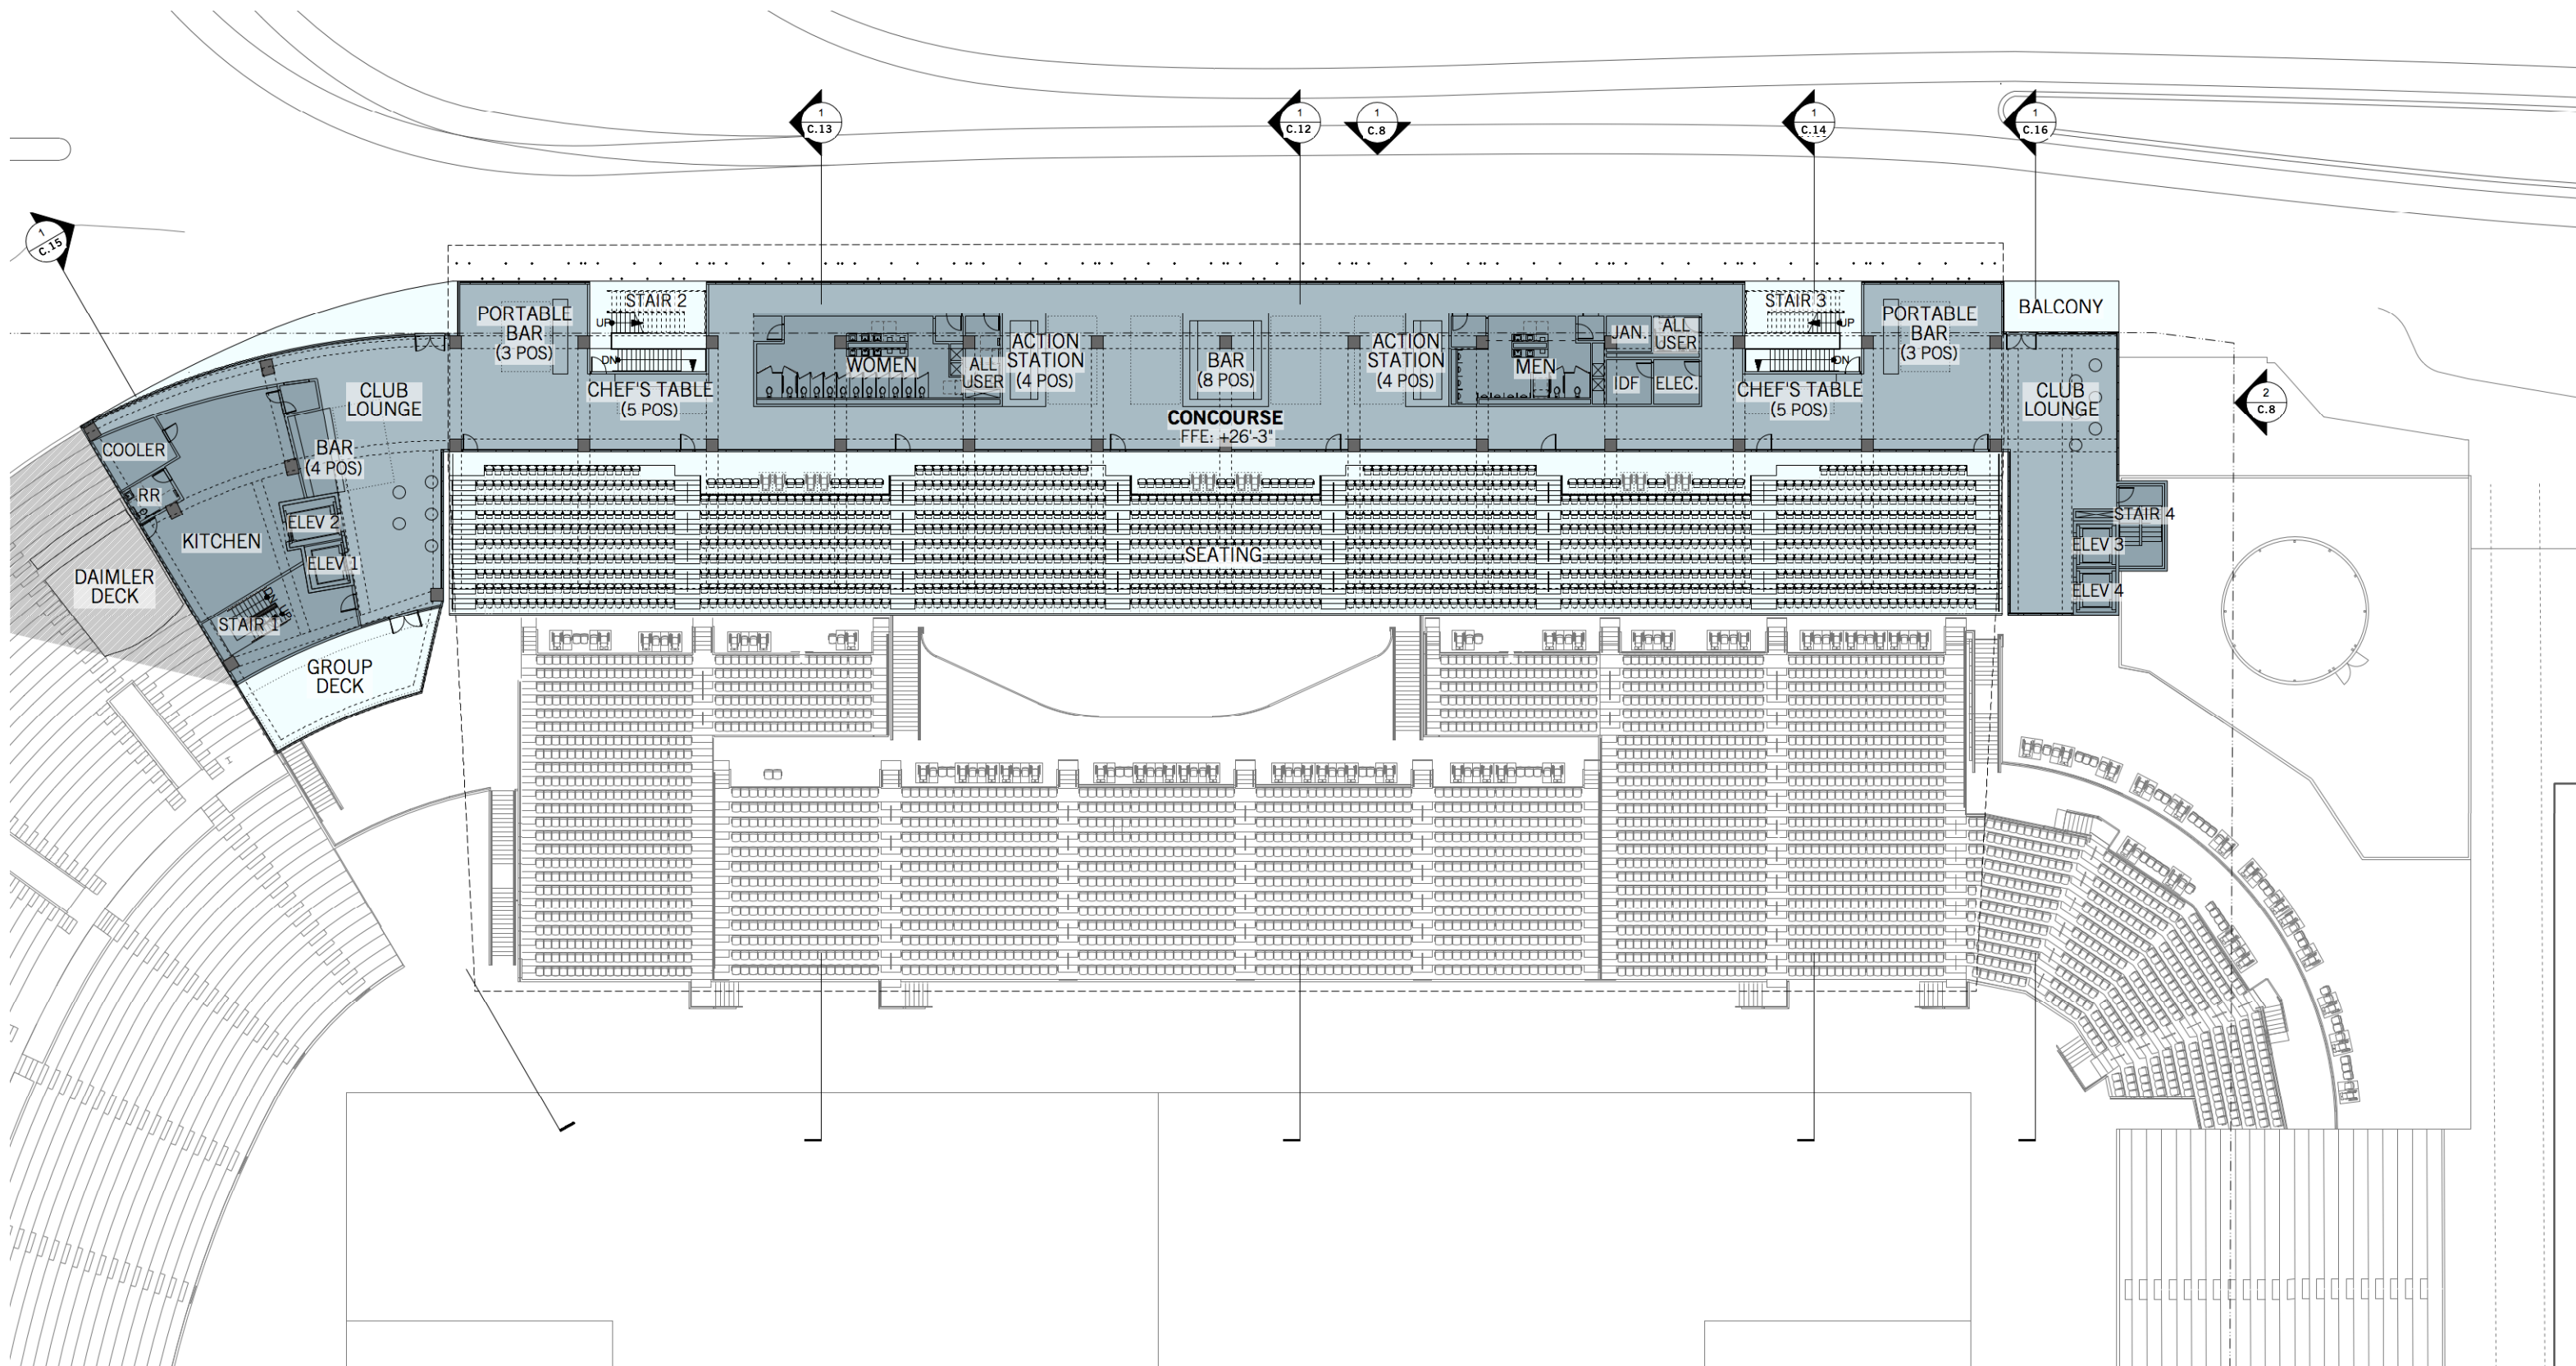 1
C.13
1
C.12
1
C.8
1
C.14
1
C.16
1
C.15
PORTABLE
BAR
(3 POS)
STAIR 2
UP
DN
CHEF'S TABLE
(5 POS)
WOMEN
ALL
USER
ACTION
STATION
(4 POS)
BAR
(8 POS)
CONCOURSE
FFE: +26'-3"
ACTION
STATION
(4 POS)
MEN
JAN.
ALL
USER
IDF
ELEC.
STAIR 3
UP
DN
CHEF'S TABLE
(5 POS)
PORTABLE
BAR
(3 POS)
BALCONY
CLUB
LOUNGE
2
C.8
CLUB
LOUNGE
COOLER
BAR
(4 POS)
RR
KITCHEN
ELEV 2
ELEV 1
DAIMLER
DECK
DN
UP
STAIR 1
GROUP
DECK
SEATING
STAIR 4
ELEV 3
ELEV 4